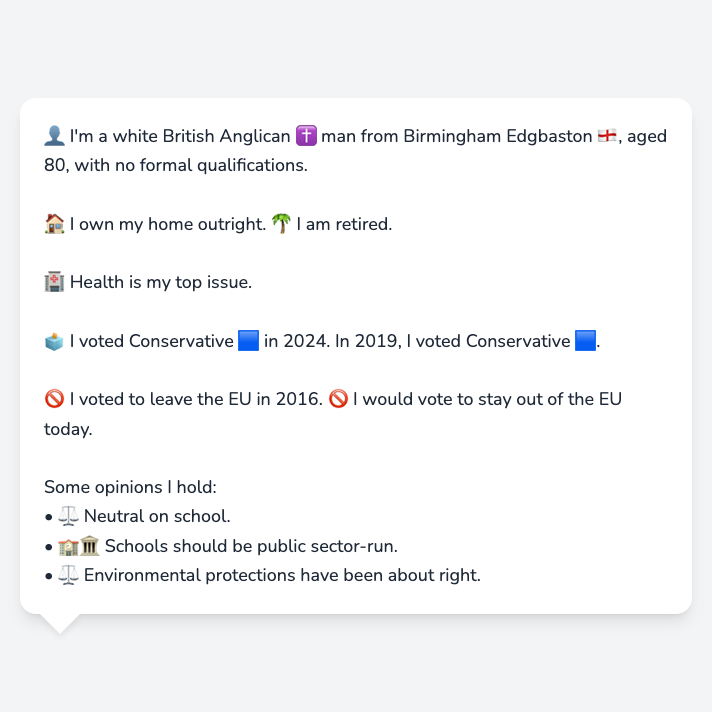 👤 I'm a white British Anglican ✝️ man from Birmingham Edgbaston 🏴󠁧󠁢󠁥󠁮󠁧󠁿, aged
80, with no formal qualifications.
🏠 I own my home outright. 🌴 I am retired.
🏥 Health is my top issue.
🗳️ I voted Conservative 🟦 in 2024. In 2019, I voted Conservative 🟦.
🚫 I voted to leave the EU in 2016. 🚫 I would vote to stay out of the EU
today.
Some opinions I hold:
• ⚖️ Neutral on school.
• 🏫🏛️ Schools should be public sector-run.
• ⚖️ Environmental protections have been about right.